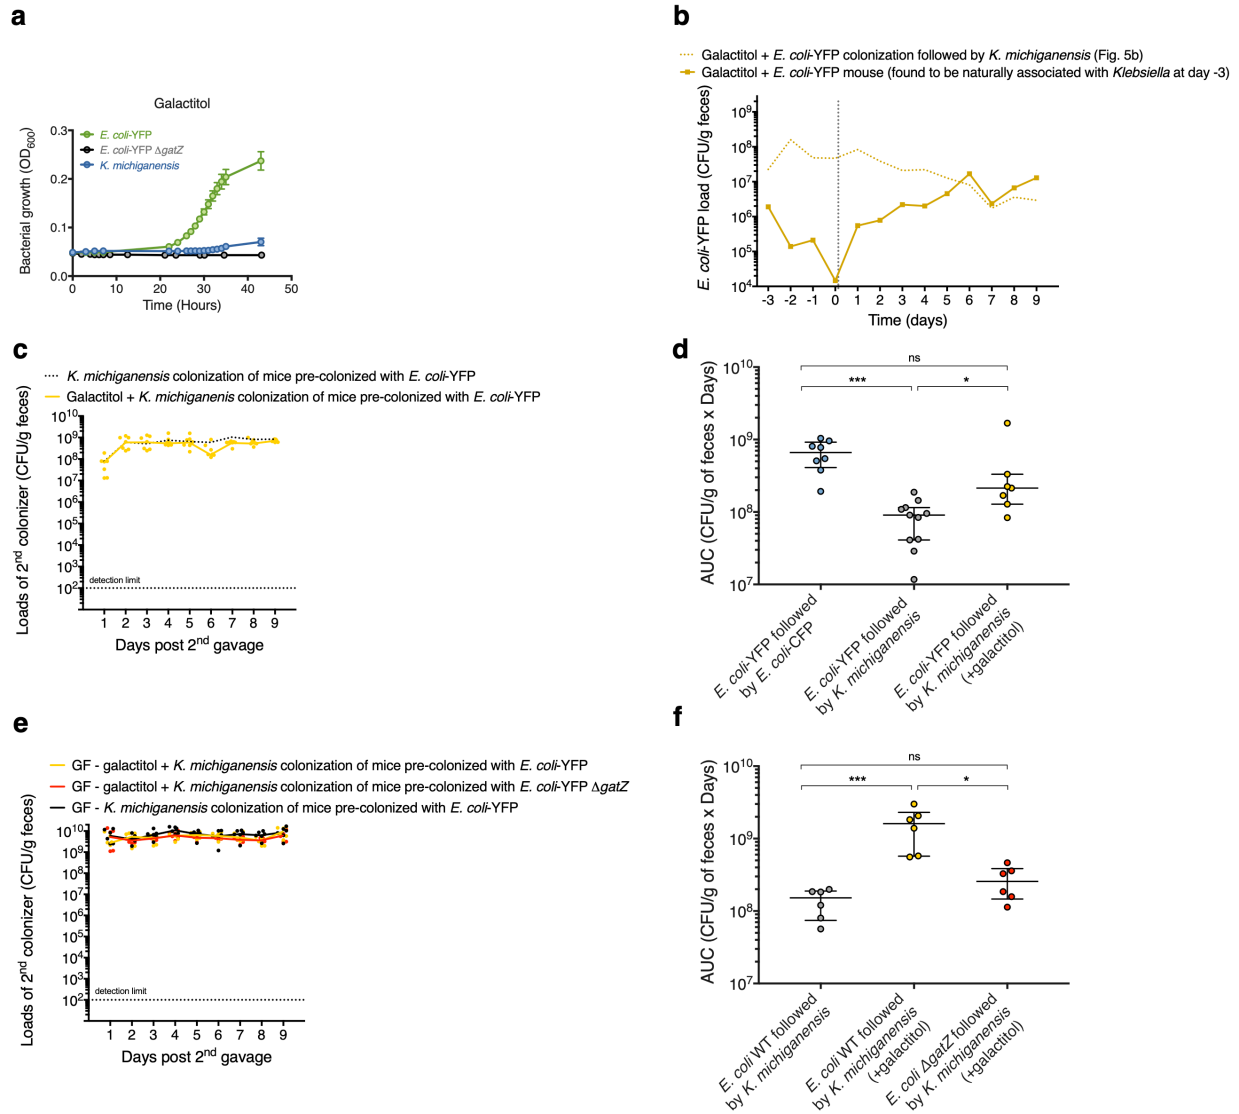 a
Galactitol
E. coli-YFP
E. coli-YFP ΔgatZ
K. michiganensis
Bacterial growth (OD600)
0.3
0.2
0.1
0.0
0 10 20 30 40 50
Time (Hours)
b
Galactitol + E. coli-YFP colonization followed by K. michiganensis (Fig. 5b)
Galactitol + E. coli-YFP mouse (found to be naturally associated with Klebsiella at day -3)
E. coli-YFP load (CFU/g feces)
10⁹
10⁸
10⁷
10⁶
10⁵
10⁴
-3 -2 -1 0 1 2 3 4 5 6 7 8 9
Time (days)
c
K. michiganensis colonization of mice pre-colonized with E. coli-YFP
Galactitol + K. michiganenis colonization of mice pre-colonized with E. coli-YFP
Loads of 2nd colonizer (CFU/g feces)
10¹⁰
10⁹
10⁸
10⁷
10⁶
10⁵
10⁴
10³
10²
detection limit
1 2 3 4 5 6 7 8 9
Days post 2nd gavage
d
AUC (CFU/g of feces x Days)
10¹⁰
10⁹
10⁸
10⁷
ns
*** *
E. coli-YFP followed
by E. coli-CFP
E. coli-YFP followed
by K. michiganensis
E. coli-YFP followed
by K. michiganensis
(+galactitol)
e
GF - galactitol + K. michiganensis colonization of mice pre-colonized with E. coli-YFP
GF - galactitol + K. michiganensis colonization of mice pre-colonized with E. coli-YFP ΔgatZ
GF - K. michiganensis colonization of mice pre-colonized with E. coli-YFP
Loads of 2nd colonizer (CFU/g feces)
10¹⁰
10⁹
10⁸
10⁷
10⁶
10⁵
10⁴
10³
10²
detection limit
1 2 3 4 5 6 7 8 9
Days post 2nd gavage
f
AUC (CFU/g of feces x Days)
10¹⁰
10⁹
10⁸
10⁷
ns
*** *
E. coli WT followed
by K. michiganensis
E. coli WT followed
by K. michiganensis
(+galactitol)
E. coli ΔgatZ followed
by K. michiganensis
(+galactitol)